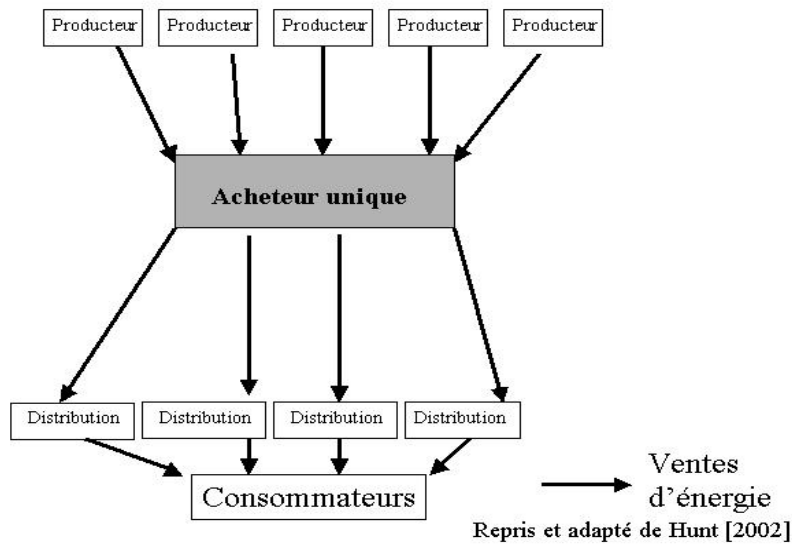 Producteur Producteur Producteur Producteur Producteur
Acheteur unique
Distribution Distribution Distribution Distribution
Consommateurs
Ventes
d'énergie
Repris et adapté de Hunt [2002]